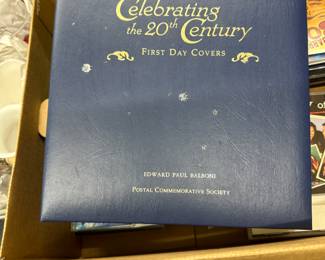 Celebrating
the 20th Century
First Day Covers
Edward Paul Balboni
Postal Commemorative Society